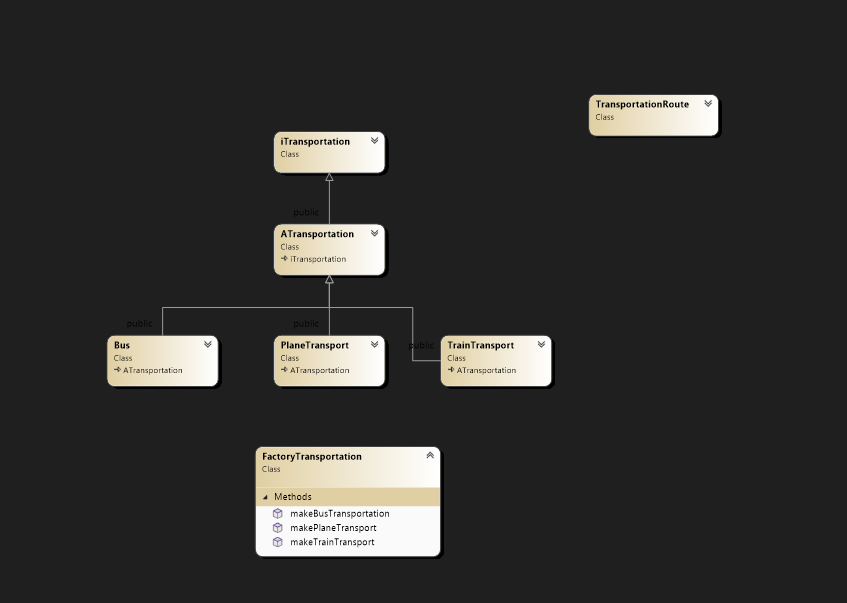 TransportationRoute
Class
iTransportation
Class
public
ATransportation
Class
iTransportation
public
public
public
Bus
Class
ATransportation
PlaneTransport
Class
ATransportation
TrainTransport
Class
ATransportation
FactoryTransportation
Class
Methods
makeBusTransportation
makePlaneTransport
makeTrainTransport